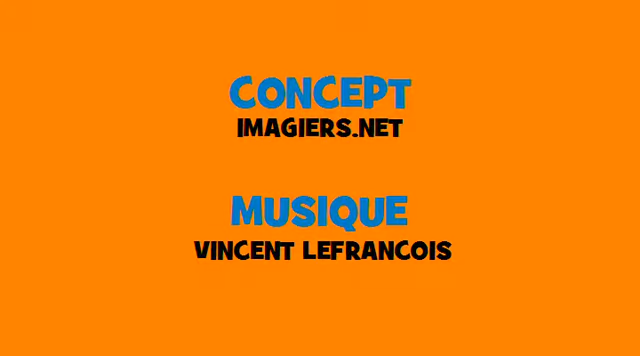 CONCEPT
IMAGIERS.NET
MUSIQUE
VINCENT LEFRANCOIS